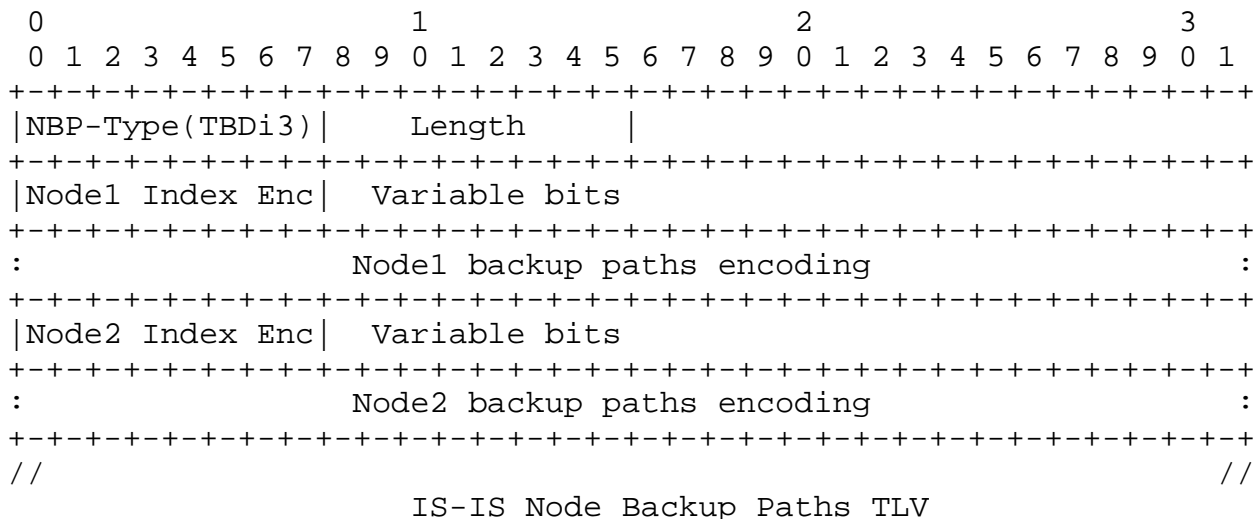 0                   1                   2                   3
 0 1 2 3 4 5 6 7 8 9 0 1 2 3 4 5 6 7 8 9 0 1 2 3 4 5 6 7 8 9 0 1
+-+-+-+-+-+-+-+-+-+-+-+-+-+-+-+-+-+-+-+-+-+-+-+-+-+-+-+-+-+-+-+-+
|NBP-Type(TBDi3)|    Length     |
+-+-+-+-+-+-+-+-+-+-+-+-+-+-+-+-+-+-+-+-+-+-+-+-+-+-+-+-+-+-+-+-+
|Node1 Index Enc|  Variable bits
+-+-+-+-+-+-+-+-+-+-+-+-+-+-+-+-+-+-+-+-+-+-+-+-+-+-+-+-+-+-+-+-+
:                 Node1 backup paths encoding                   :
+-+-+-+-+-+-+-+-+-+-+-+-+-+-+-+-+-+-+-+-+-+-+-+-+-+-+-+-+-+-+-+-+
|Node2 Index Enc|  Variable bits
+-+-+-+-+-+-+-+-+-+-+-+-+-+-+-+-+-+-+-+-+-+-+-+-+-+-+-+-+-+-+-+-+
:                 Node2 backup paths encoding                   :
+-+-+-+-+-+-+-+-+-+-+-+-+-+-+-+-+-+-+-+-+-+-+-+-+-+-+-+-+-+-+-+-+
//                                                             //
                     IS-IS Node Backup Paths TLV